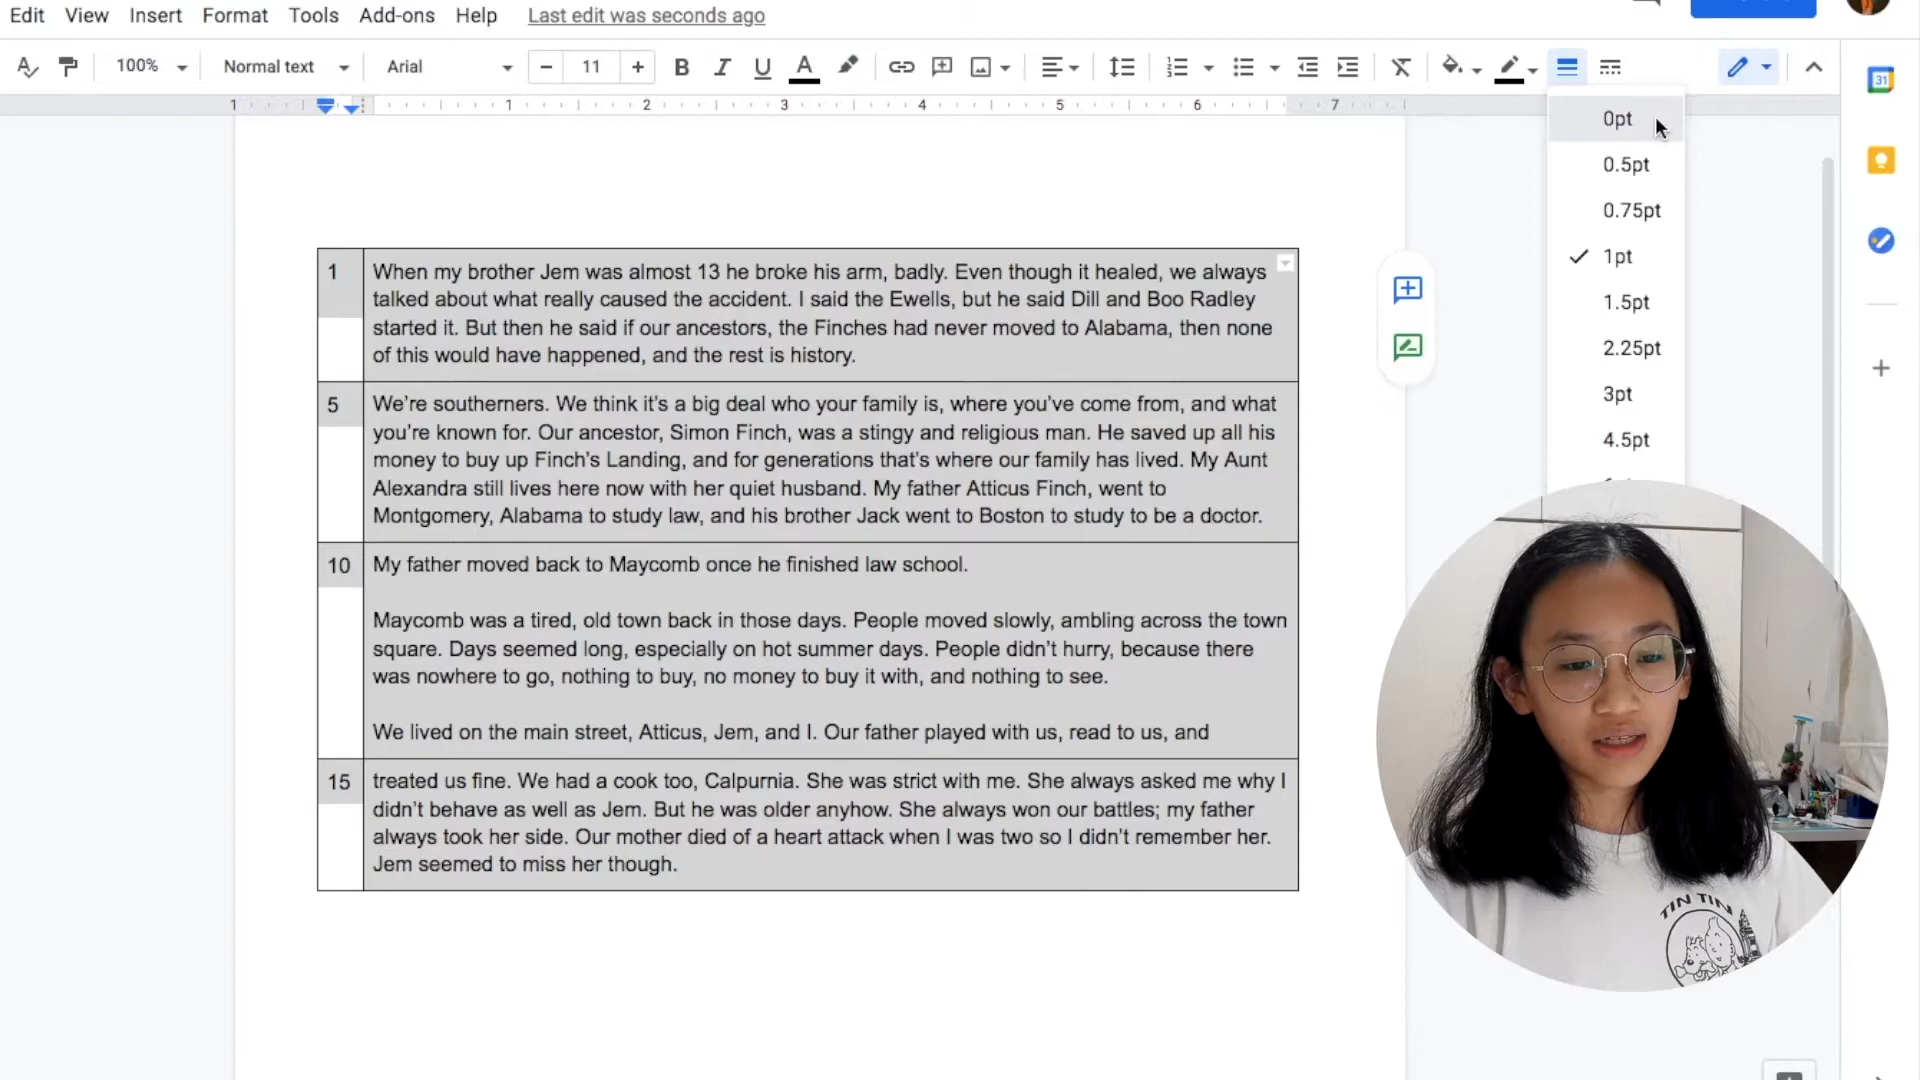 Edit View Insert Format Tools Add-ons Help Last edit was seconds ago
100% Normal text Arial 11 B I U A
1 1 2 3 4 5 6 7
31
0pt
0.5pt
0.75pt
1pt
1.5pt
2.25pt
3pt
4.5pt
1 When my brother Jem was almost 13 he broke his arm, badly. Even though it healed, we always
talked about what really caused the accident. I said the Ewells, but he said Dill and Boo Radley
started it. But then he said if our ancestors, the Finches had never moved to Alabama, then none
of this would have happened, and the rest is history.
5 We're southerners. We think it's a big deal who your family is, where you've come from, and what
you're known for. Our ancestor, Simon Finch, was a stingy and religious man. He saved up all his
money to buy up Finch's Landing, and for generations that's where our family has lived. My Aunt
Alexandra still lives here now with her quiet husband. My father Atticus Finch, went to
Montgomery, Alabama to study law, and his brother Jack went to Boston to study to be a doctor.
10 My father moved back to Maycomb once he finished law school.
Maycomb was a tired, old town back in those days. People moved slowly, ambling across the town
square. Days seemed long, especially on hot summer days. People didn't hurry, because there
was nowhere to go, nothing to buy, no money to buy it with, and nothing to see.
We lived on the main street, Atticus, Jem, and I. Our father played with us, read to us, and
15 treated us fine. We had a cook too, Calpurnia. She was strict with me. She always asked me why I
didn't behave as well as Jem. But he was older anyhow. She always won our battles; my father
always took her side. Our mother died of a heart attack when I was two so I didn't remember her.
Jem seemed to miss her though.
TIN TIN